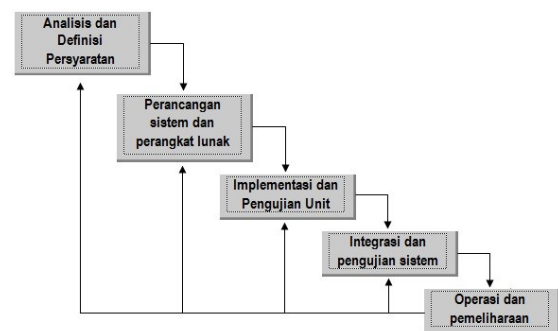 Analisis dan
Definisi
Persyaratan
Perancangan
sistem dan
perangkat lunak
Implementasi dan
Pengujian Unit
Integrasi dan
pengujian sistem
Operasi dan
pemeliharaan